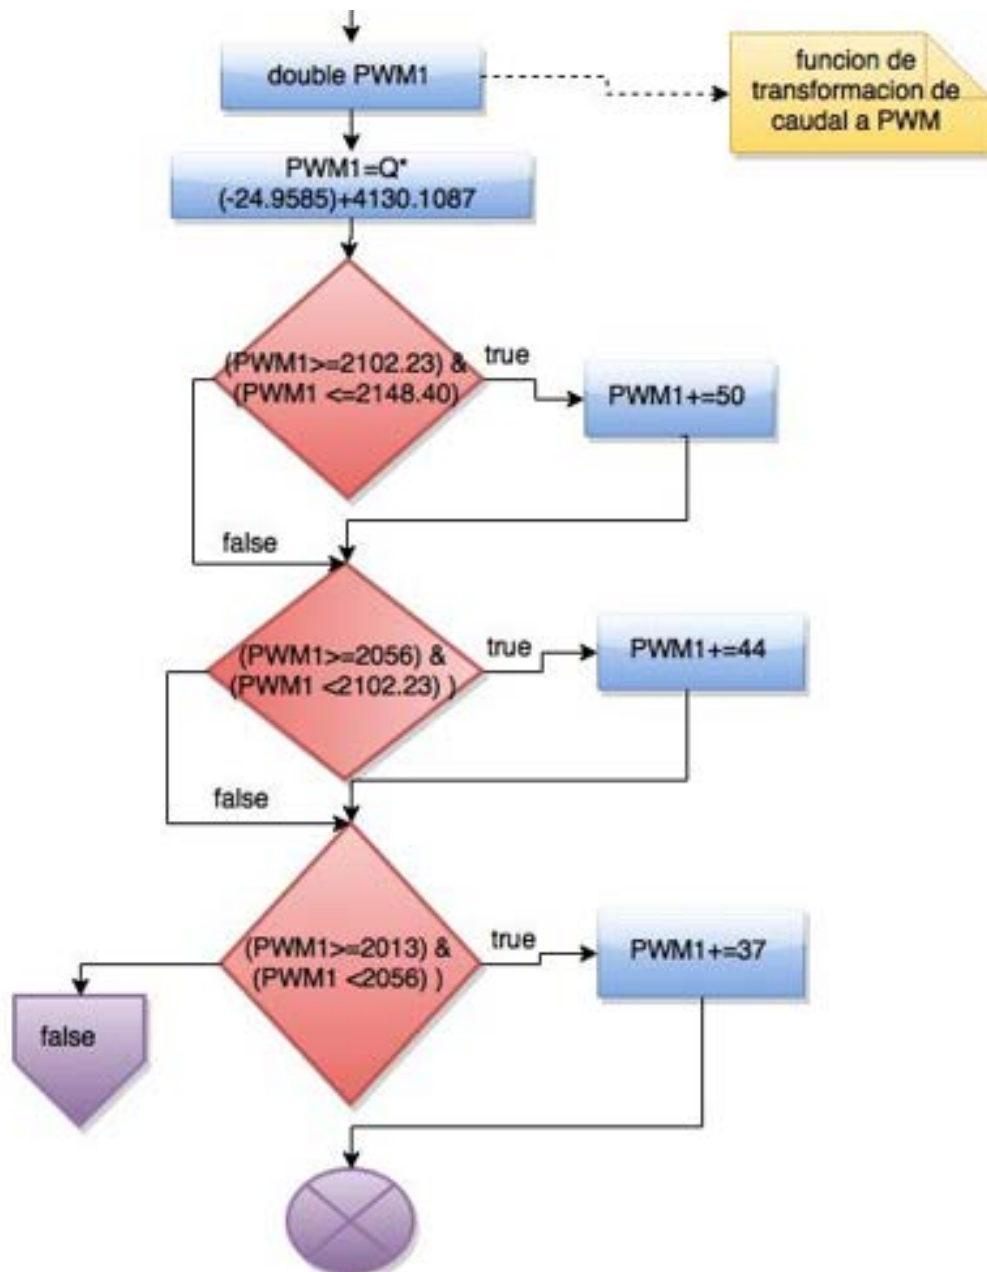 double PWM1
funcion de
transformacion de
caudal a PWM
PWM1=Q*
(-24.9585)+4130.1087
(PWM1>=2102.23) &
(PWM1 <=2148.40)
true
PWM1+=50
false
(PWM1>=2056) &
(PWM1 <2102.23) )
true
PWM1+=44
false
(PWM1>=2013) &
(PWM1 <2056) )
true
PWM1+=37
false